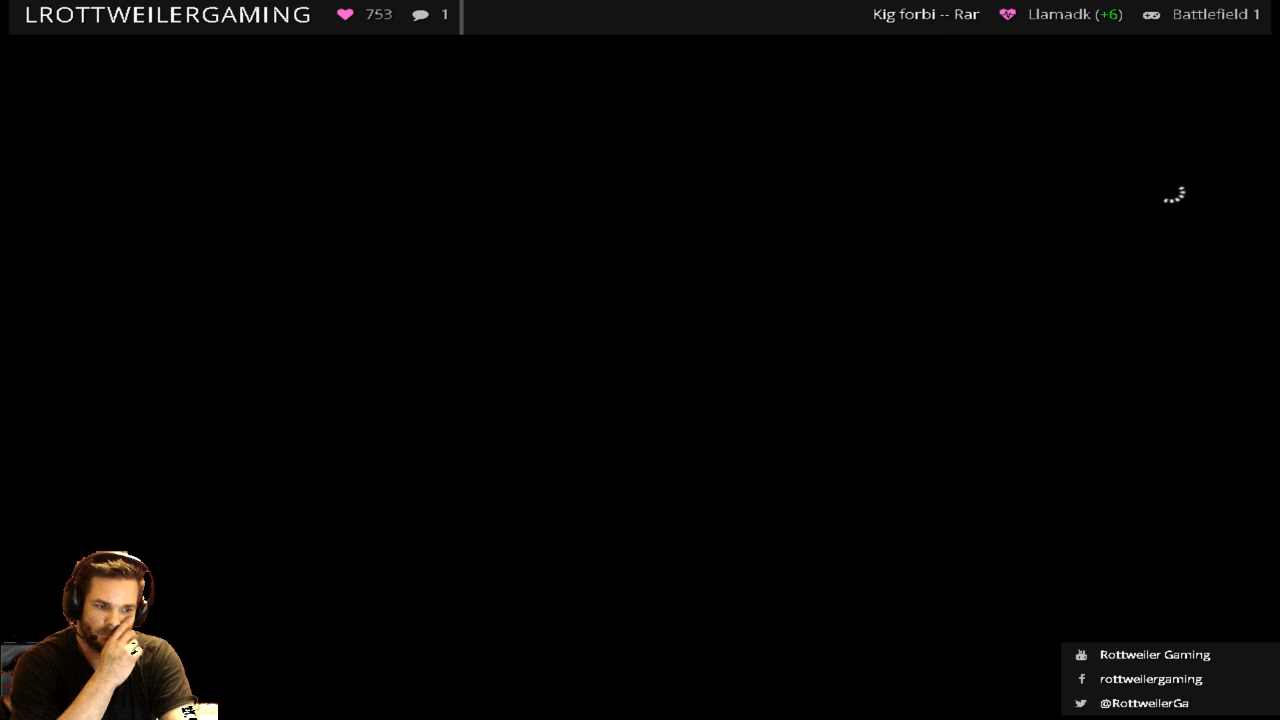 LROTTWEILERGAMING 753 1 Kig forbi -- Rar Llamadk (+6) Battlefield 1
Rottweiler Gaming
rottweilergaming
@RottweilerGa